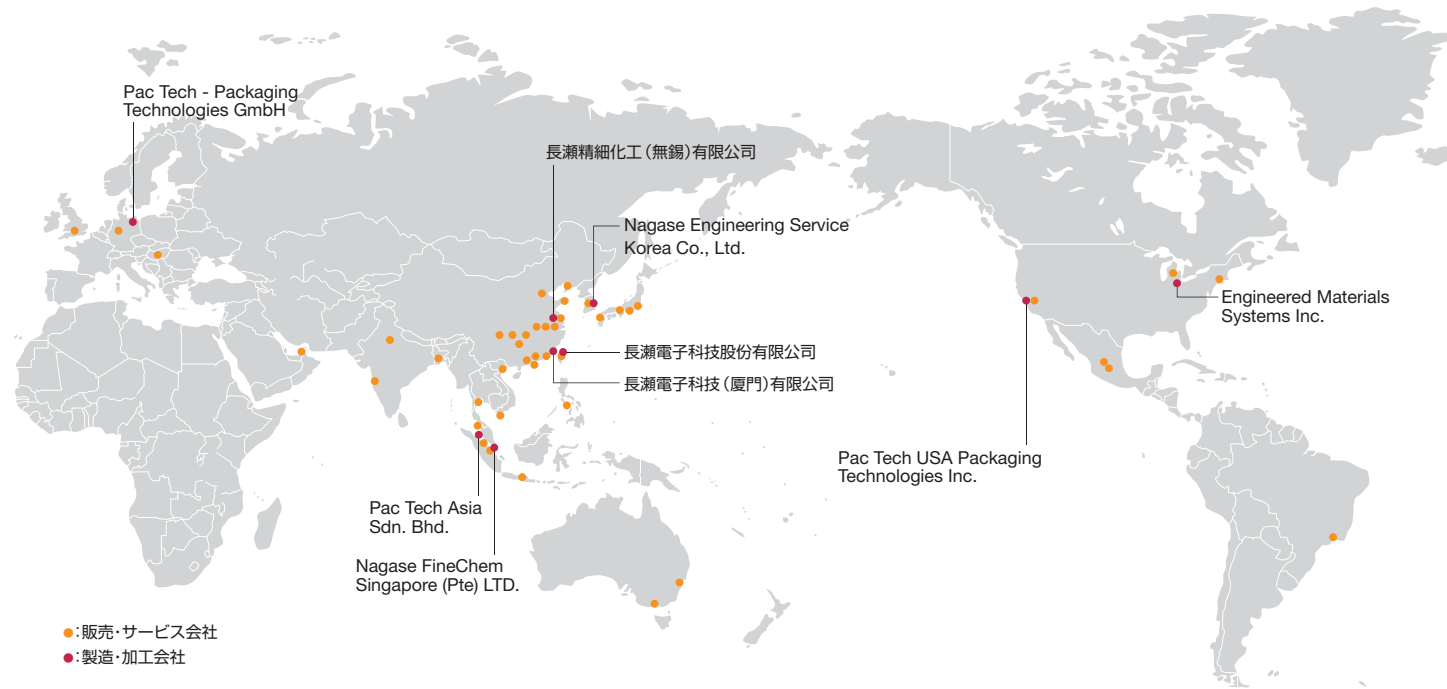 Pac Tech - Packaging
Technologies GmbH
長瀬精細化工（無錫）有限公司
Nagase Engineering Service
Korea Co., Ltd.
Engineered Materials
Systems Inc.
長瀬電子科技股份有限公司
長瀬電子科技（厦門）有限公司
Pac Tech USA Packaging
Technologies Inc.
Pac Tech Asia
Sdn. Bhd.
Nagase FineChem
Singapore (Pte) LTD.
●:販売・サービス会社
●:製造・加工会社